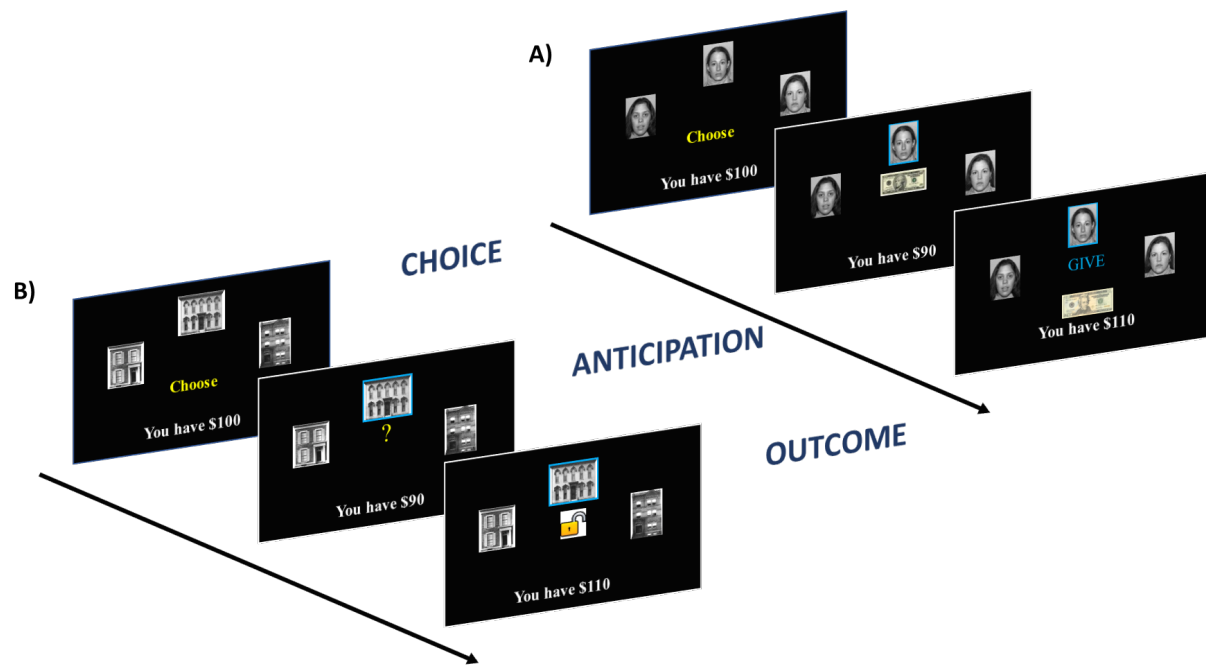 A)
Choose
You have $100
You have $90
GIVE
You have $110
CHOICE
B)
Choose
You have $100
ANTICIPATION
?
You have $90
OUTCOME
You have $110